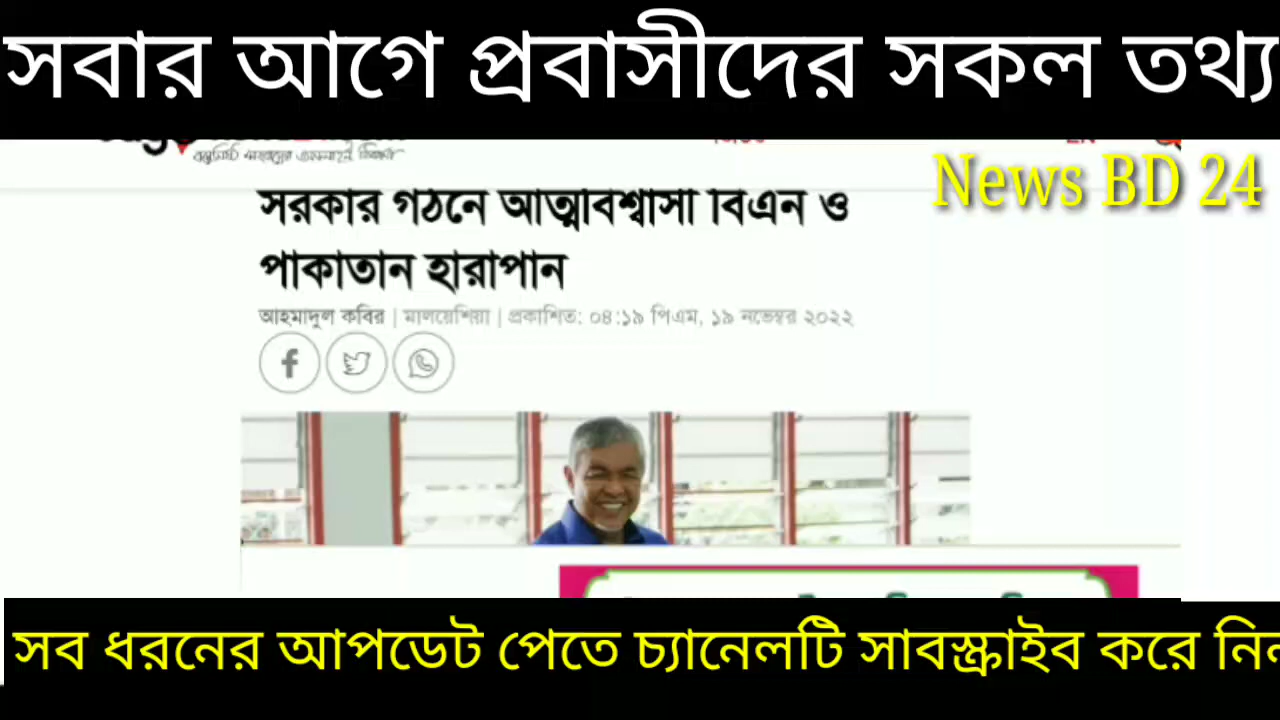 সবার আগে প্রবাসীদের সকল তথ্য
News BD 24
সরকার গঠনে আত্মবিশ্বাসী বিএন ও
পাকাতান হারাপান
আহমাদুল কবির | মালয়েশিয়া | প্রকাশিত: ০৪:১৯ পিএম, ১৯ নভেম্বর ২০২২
সব ধরনের আপডেট পেতে চ্যানেলটি সাবস্ক্রাইব করে